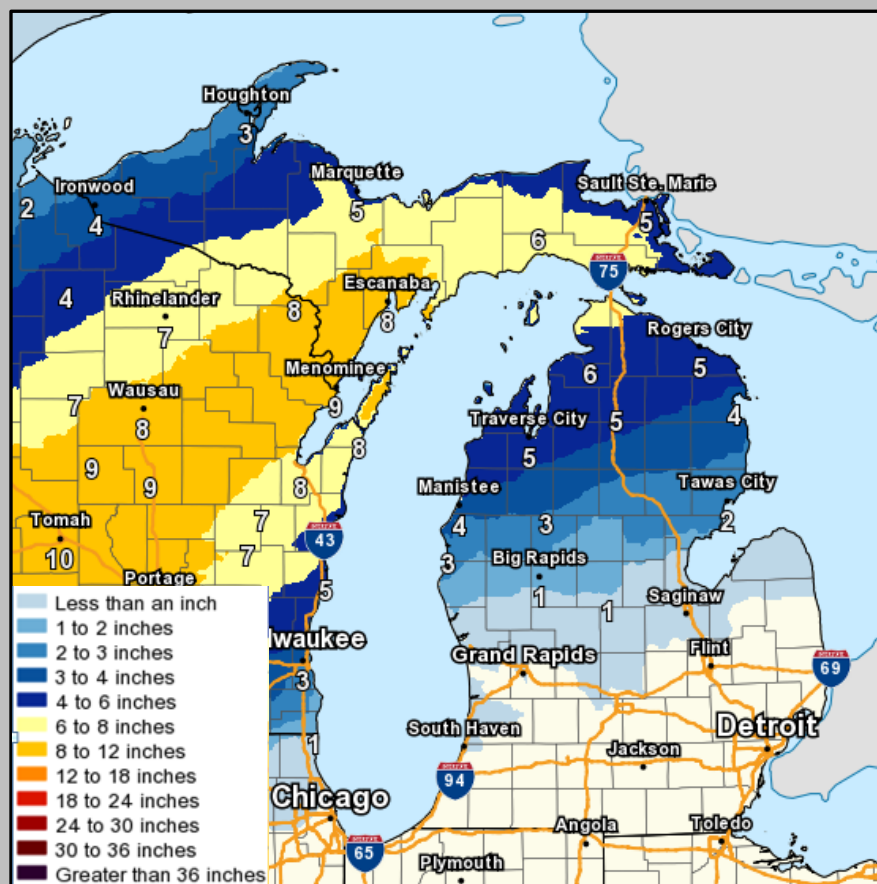 Houghton
3
Marquette
Sault Ste. Marie
Ironwood
2
4
5
5
6
INTERSTATE
75
Escanaba
4
Rhinelander
8
8
7
Rogers City
Menominee
5
6
Wausau
7
9
4
8
Traverse City
5
8
5
9
9
8
Manistee
Tawas City
7
4
3
2
Tomah
INTERSTATE
43
10
7
3
Big Rapids
Portage
5
1
1
Saginaw
lwaukee
Grand Rapids
Flint
INTERSTATE
69
3
South Haven
Detroit
1
Jackson
INTERSTATE
94
Chicago
Angola
Toledo
INTERSTATE
65
Plymouth
Less than an inch
1 to 2 inches
2 to 3 inches
3 to 4 inches
4 to 6 inches
6 to 8 inches
8 to 12 inches
12 to 18 inches
18 to 24 inches
24 to 30 inches
30 to 36 inches
Greater than 36 inches